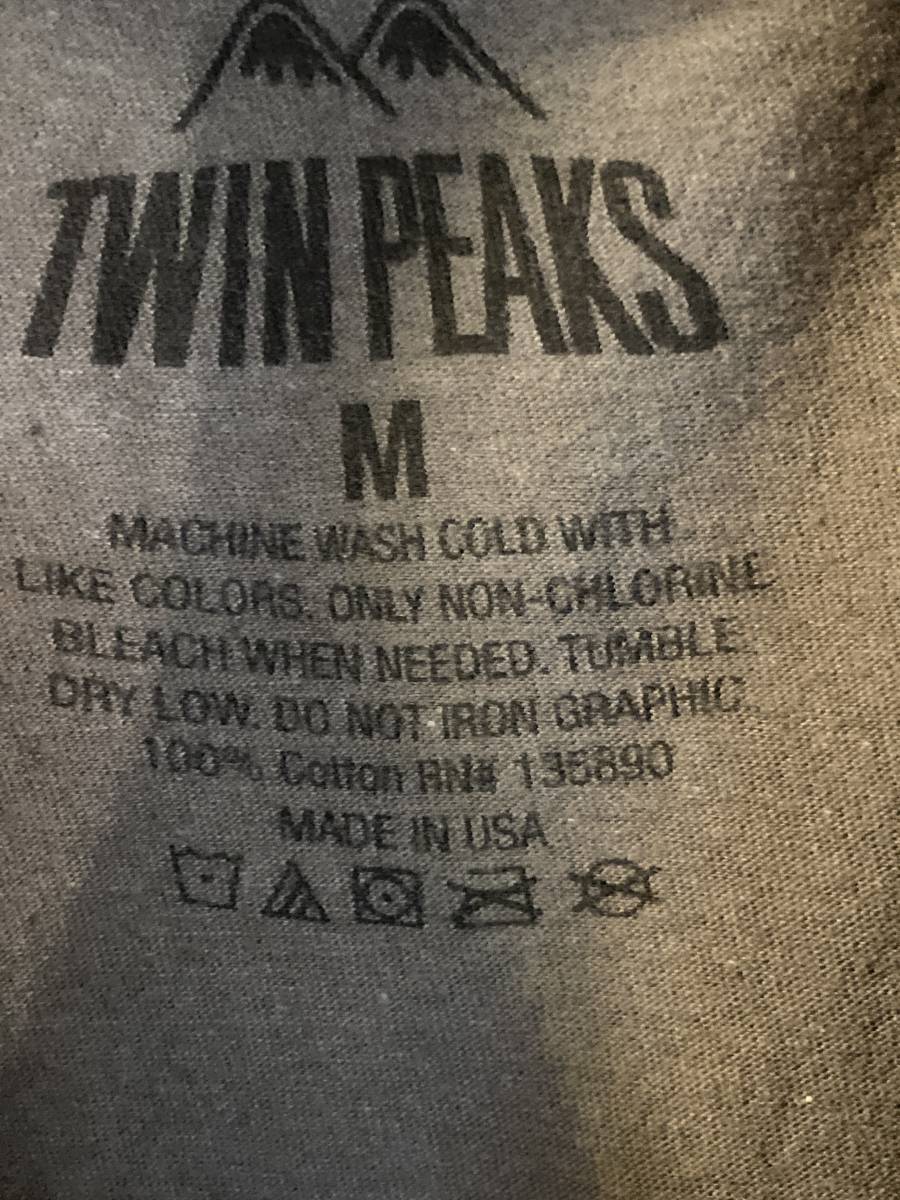 TWIN PEAKS
M
MACHINE WASH COLD WITH
LIKE COLORS. ONLY NON-CHLORINE
BLEACH WHEN NEEDED. TUMBLE
DRY LOW. DO NOT IRON GRAPHIC.
100% Cotton RN# 135890
MADE IN USA